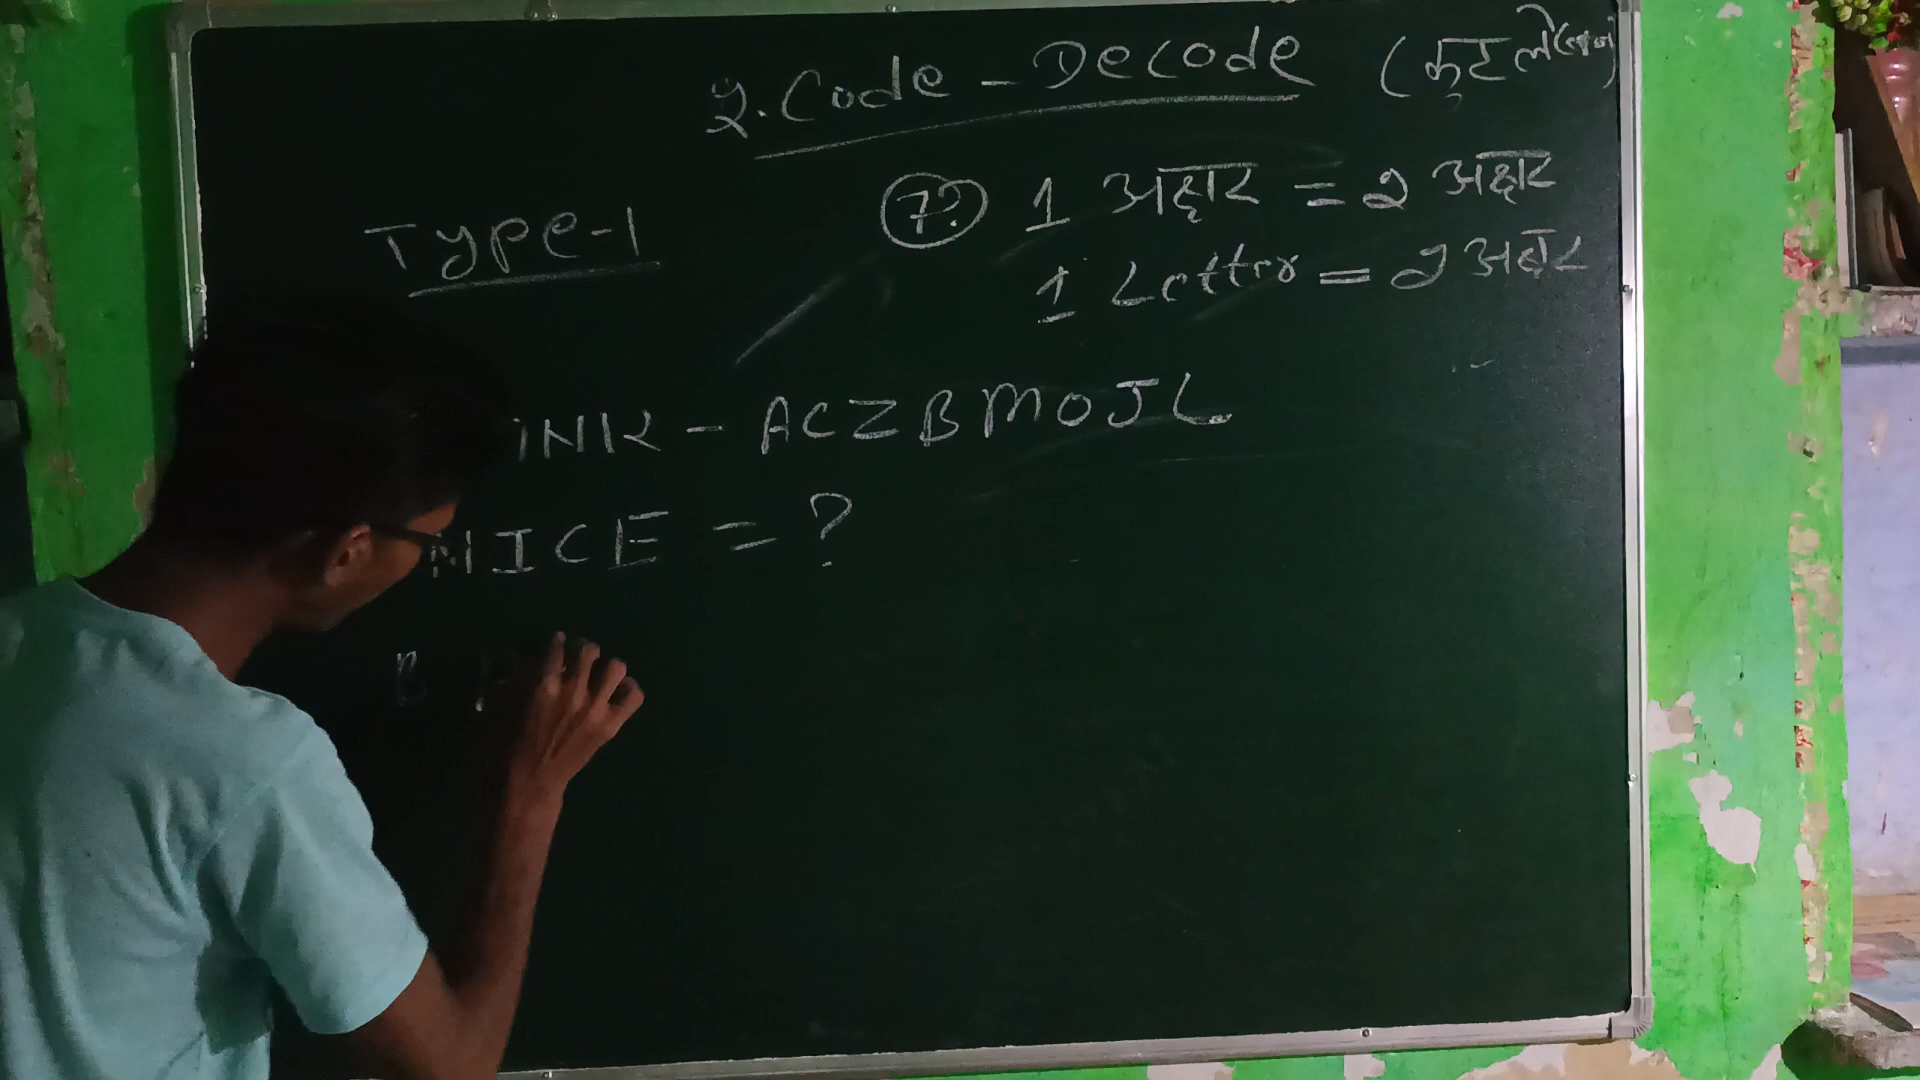 2. Code - Decode (कुटलेखन)
7? 1 अक्षर = 2 अक्षर
Type-1
1 Letter = 2 अक्षर
INK - ACZBMOJL
NICE = ?
B